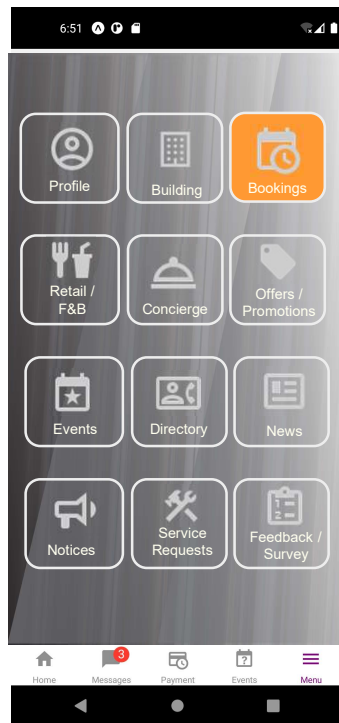 6:51
Profile
Building
Bookings
Retail /
F&B
Concierge
Offers /
Promotions
Events
Directory
News
Notices
Service
Requests
Feedback /
Survey
3
Home
Messages
Payment
Events
Menu